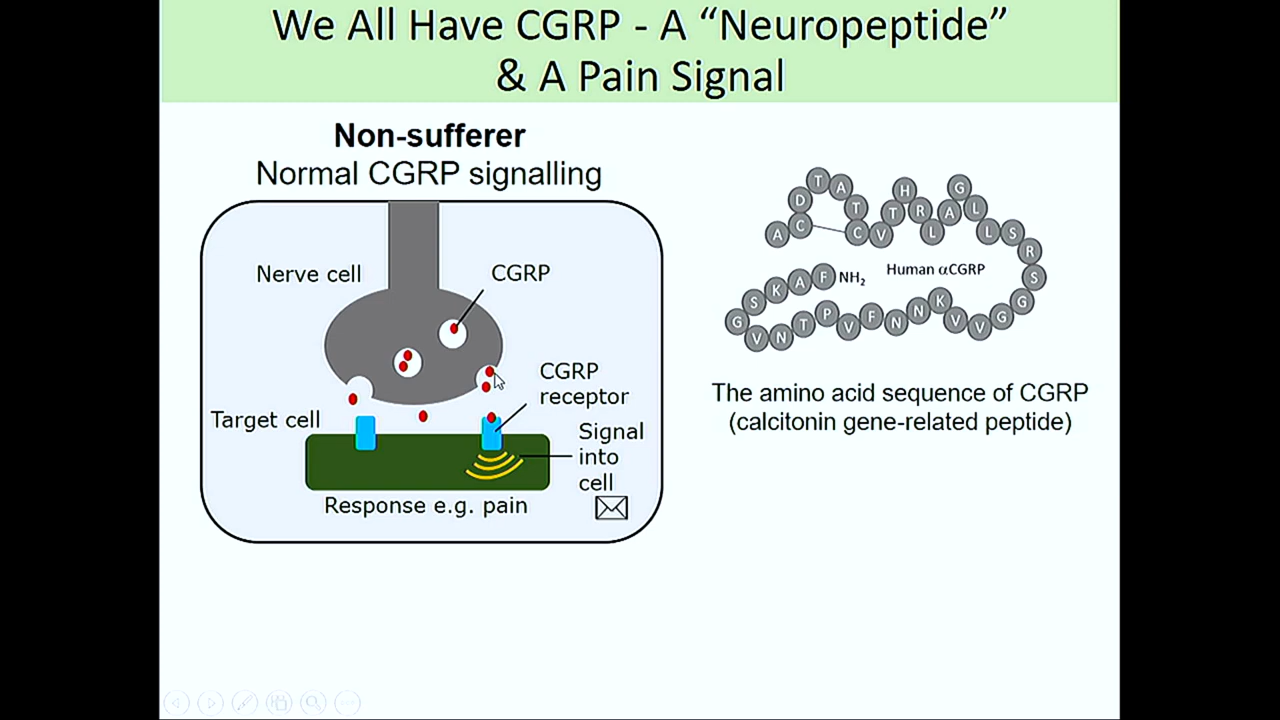 We All Have CGRP - A “Neuropeptide”
& A Pain Signal
Non-sufferer
Normal CGRP signalling
Nerve cell
CGRP
CGRP
receptor
Target cell
Signal
into
cell
Response e.g. pain
A C D T A T C V T H R L A G L L S R S G G V V K N N F V P T N V G S K A F NH₂
Human αCGRP
The amino acid sequence of CGRP
(calcitonin gene-related peptide)